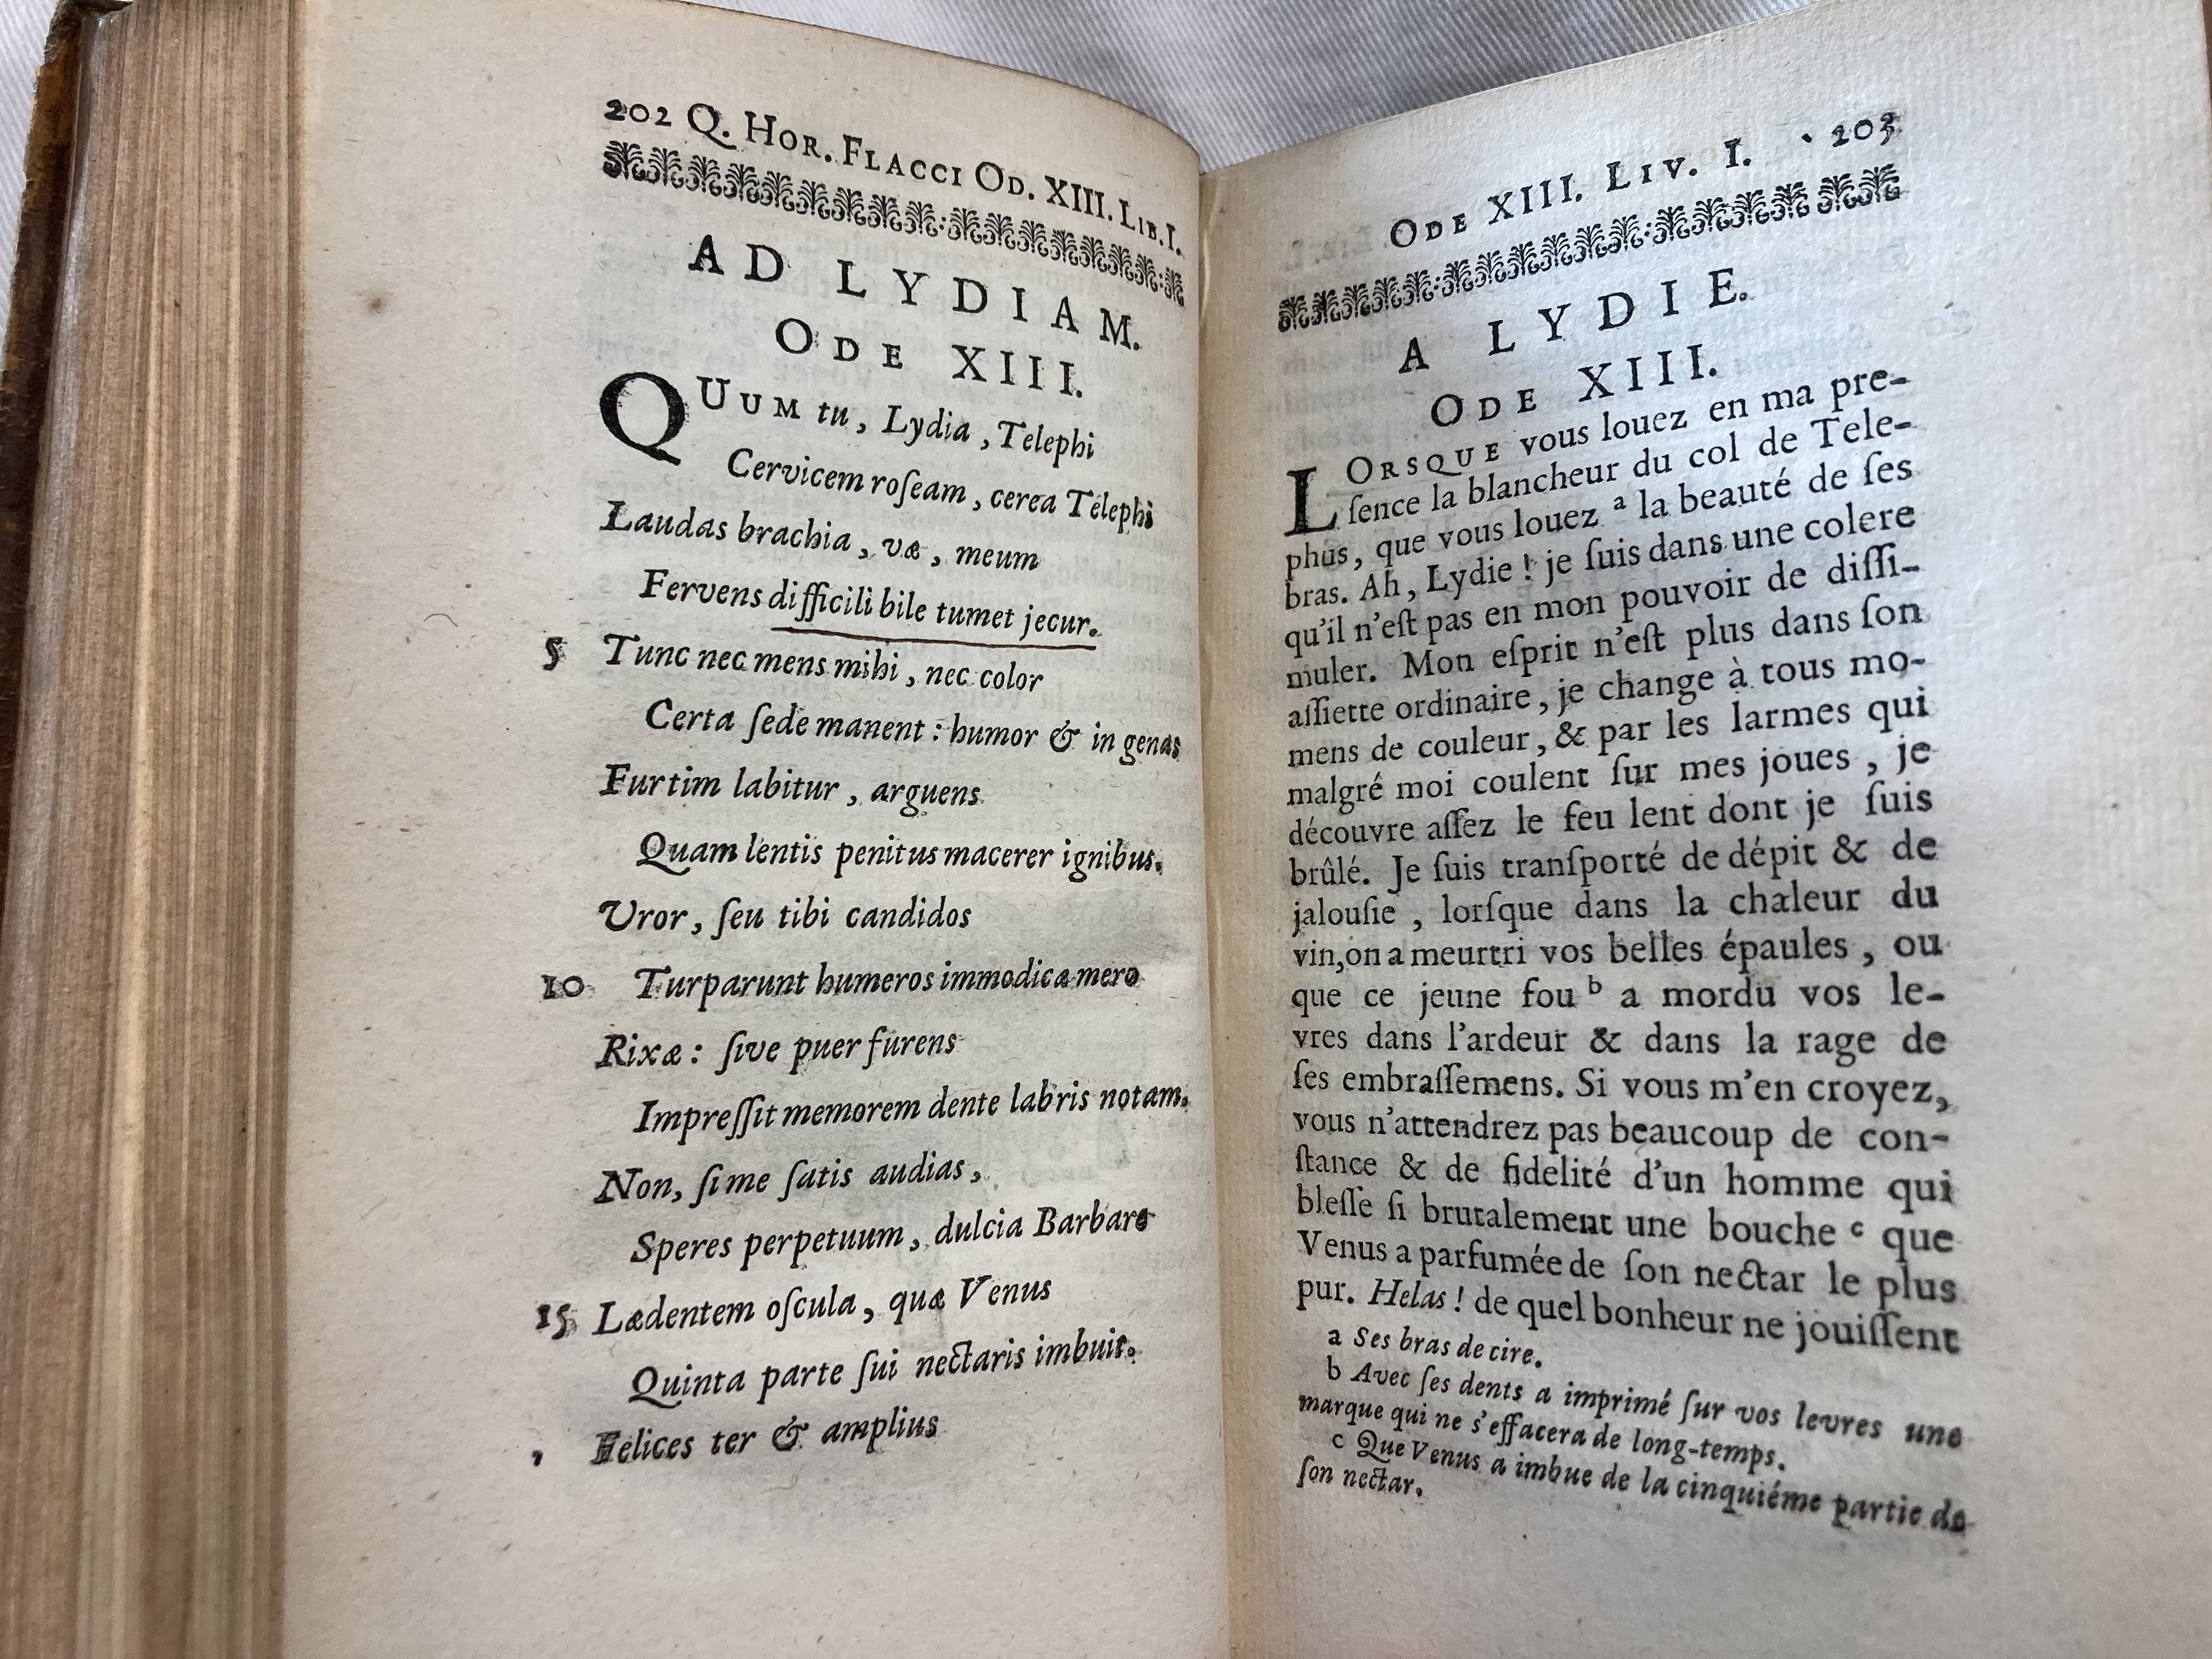 202 Q. HOR. FLACCI OD. XIII. LIB. I.
AD LYDIAM.
ODE XIII.
QUUM tu, Lydia, Telephi
Cervicem roſeam, cerea Telephi
Laudas brachia, væ, meum
Fervens difficili bile tumet jecur.
5 Tunc nec mens mihi, nec color
Certa ſede manent: humor & in genas
Furtim labitur, arguens
Quam lentis penitus macerer ignibus.
Uror, ſeu tibi candidos
10 Turparunt humeros immodicæ mero
Rixæ: ſive puer furens
Impreſſit memorem dente labris notam.
Non, ſi me ſatis audias,
Speres perpetuum, dulcia Barbare
15 Lædentem oſcula, quæ Venus
Quinta parte ſui nectaris imbuit.
Felices ter & amplius
ODE XIII. LIV. I. 203
A LYDIE.
ODE XIII.
LORSQUE vous louez en ma pre-
ſence la blancheur du col de Tele-
phus, que vous louez a la beauté de ſes
bras. Ah, Lydie! je ſuis dans une colere
qu'il n'eſt pas en mon pouvoir de diſſi-
muler. Mon eſprit n'eſt plus dans ſon
aſſiette ordinaire, je change à tous mo-
mens de couleur, & par les larmes qui
malgré moi coulent ſur mes joues, je
découvre aſſez le feu lent dont je ſuis
brûlé. Je ſuis tranſporté de dépit & de
jalouſie, lorſque dans la chaleur du
vin, on a meurtri vos belles épaules, ou
que ce jeune fou b a mordu vos le-
vres dans l'ardeur & dans la rage de
ſes embraſſemens. Si vous m'en croyez,
vous n'attendrez pas beaucoup de con-
ſtance & de fidelité d'un homme qui
bleſſe ſi brutalement une bouche c que
Venus a parfumée de ſon nectar le plus
pur. Helas! de quel bonheur ne jouiſſent
a Ses bras de cire.
b Avec ſes dents a imprimé ſur vos levres une
marque qui ne s'effacera de long-temps.
c Que Venus a imbue de la cinquiéme partie de
ſon nectar.